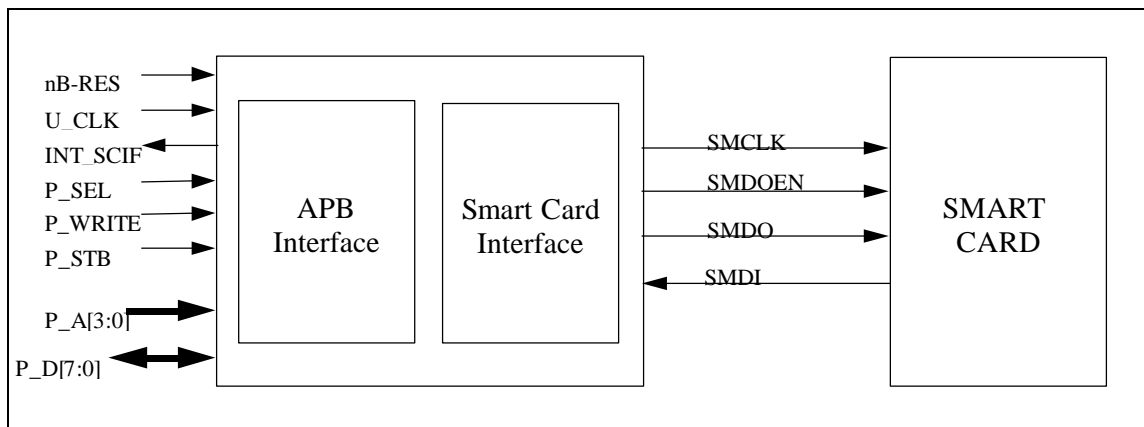 nB-RES
U_CLK
INT_SCIF
P_SEL
P_WRITE
P_STB
P_A[3:0]
P_D[7:0]
APB
Interface
Smart Card
Interface
SMCLK
SMDOEN
SMDO
SMDI
SMART
CARD